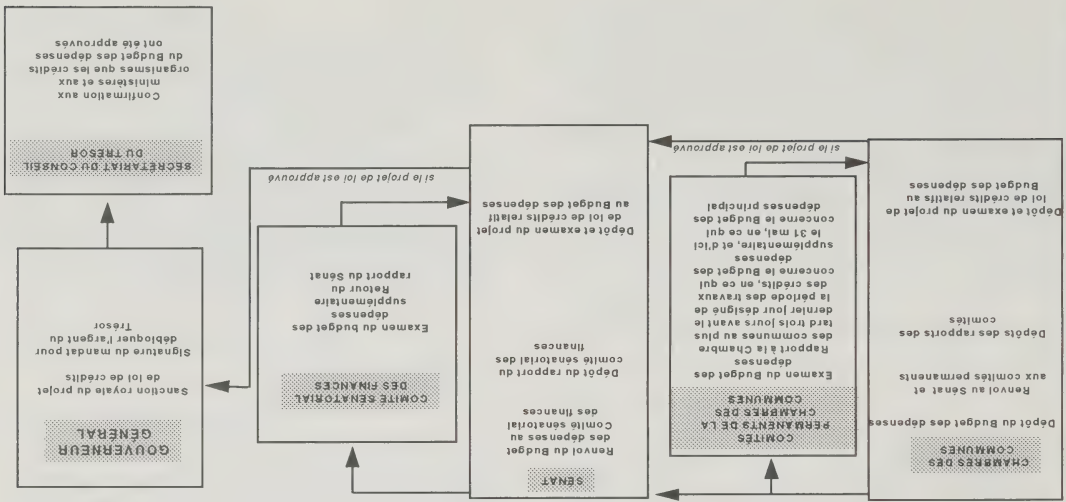 CHAMBRES DES
COMMUNES
Dépôt du Budget des dépenses
Renvoi au Sénat et
aux comités permanents
Dépôts des rapports des
comités
Dépôt et examen du projet de
loi de crédits relatifs au
Budget des dépenses
COMITÉS
PERMANENTS DE LA
CHAMBRES DES
COMMUNES
Examen du Budget des
dépenses
Rapport à la Chambre
des communes au plus
tard trois jours avant le
dernier jour désigné de
la période des travaux
des crédits, en ce qui
concerne le Budget des
dépenses
supplémentaire, et d'ici
le 31 mai, en ce qui
concerne le Budget des
dépenses principal
si le projet de loi est approuvé
SÉNAT
Renvoi du Budget
des dépenses au
Comité sénatorial
des finances
Dépôt du rapport du
comité sénatorial des
finances
Dépôt et examen du projet
de loi de crédits relatif
au Budget des dépenses
COMITÉ SÉNATORIAL
DES FINANCES
Examen du budget des
dépenses
supplémentaire
Retour du
rapport du Sénat
si le projet de loi est approuvé
GOUVERNEUR
GÉNÉRAL
Sanction royale du projet
de loi de crédits
Signature du mandat pour
débloquer l'argent du
Trésor
SECRÉTARIAT DU CONSEIL
DU TRÉSOR
Confirmation aux
ministères et aux
organismes que les crédits
du Budget des dépenses
ont été approuvés